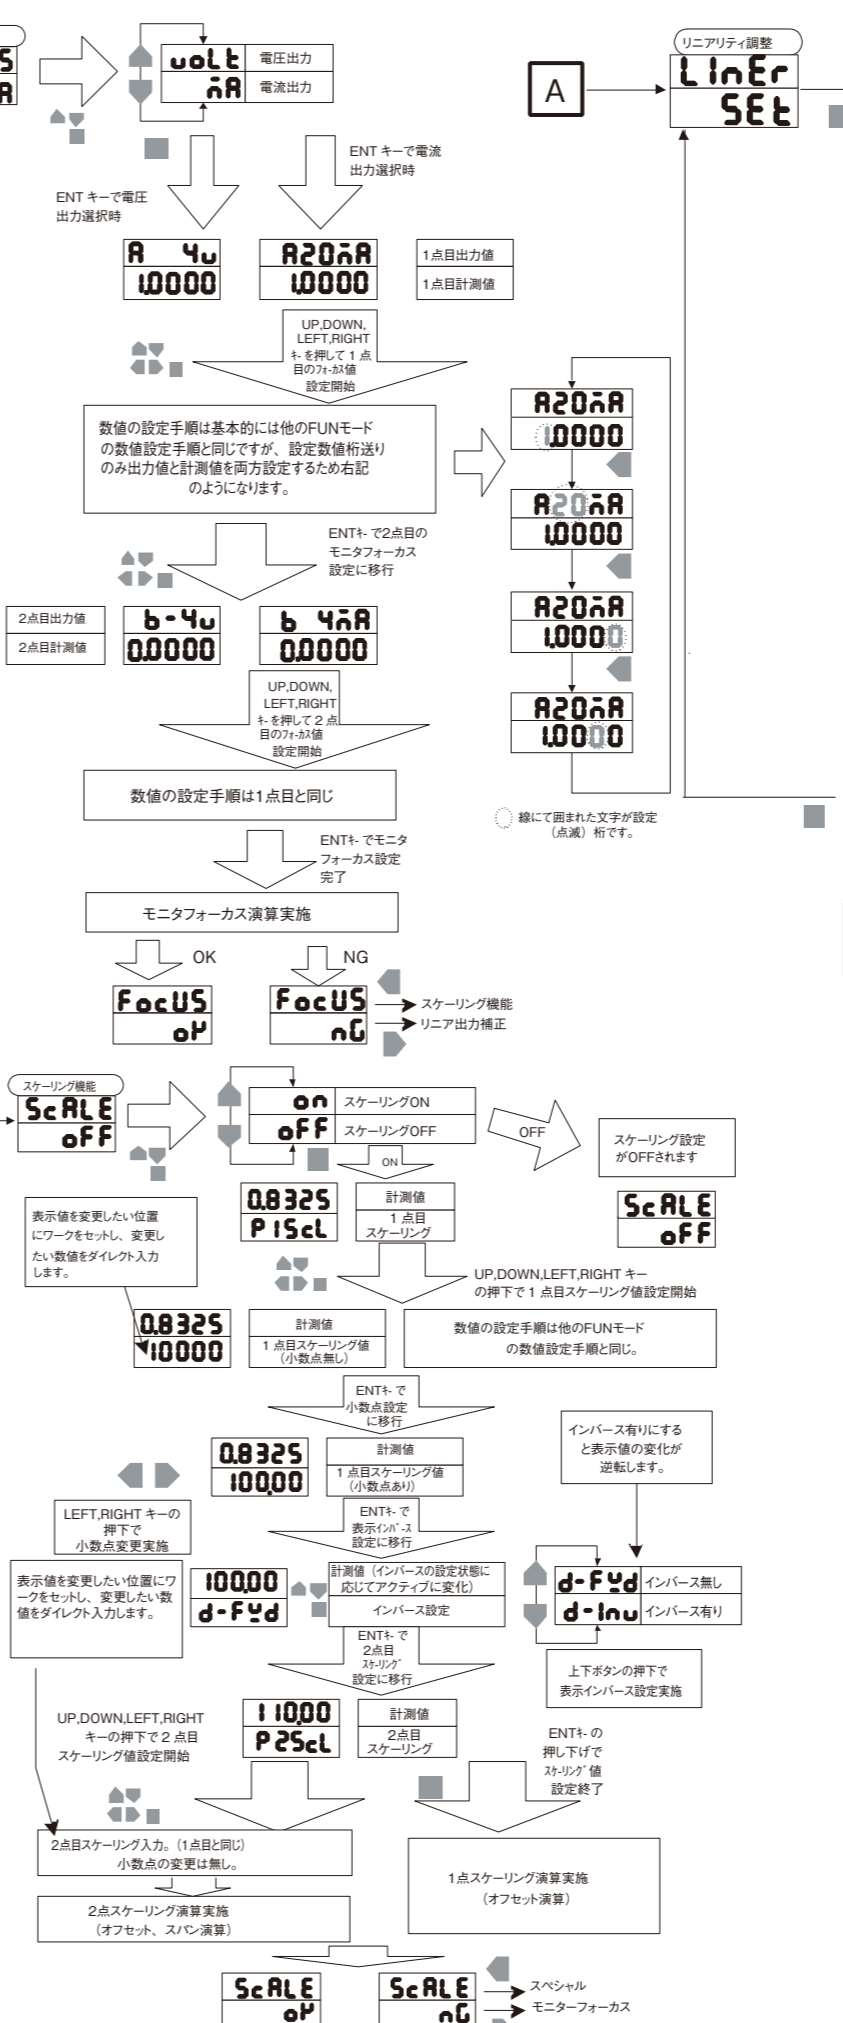 voLt 電圧出力
mA 電流出力
リニアリティ調整
LInEr
SEt
A
ENT キーで電流
出力選択時
ENT キーで電圧
出力選択時
A 4v
1.0000
A20mA
1.0000
1点目出力値
1点目計測値
UP,DOWN,
LEFT,RIGHT
キーを押して 1 点
目のフォーカス値
設定開始
数値の設定手順は基本的には他のFUNモード
の数値設定手順と同じですが、設定数値桁送り
のみ出力値と計測値を両方設定するため右記
のようになります。
A20mA
1.0000
A20mA
1.0000
A20mA
1.0000
A20mA
1.0000
線にて囲まれた文字が設定
(点滅) 桁です。
ENTキーで2点目の
モニタフォーカス
設定に移行
2点目出力値
2点目計測値
b-4v
0.0000
b 4mA
0.0000
UP,DOWN,
LEFT,RIGHT
キーを押して 2 点
目のフォーカス値
設定開始
数値の設定手順は1点目と同じ
ENTキーでモニタ
フォーカス設定
完了
モニタフォーカス演算実施
OK
NG
FocUS
oK
FocUS
nG
スケーリング機能
リニア出力補正
スケーリング機能
ScALE
oFF
on スケーリングON
oFF スケーリングOFF
OFF
ON
スケーリング設定
がOFFされます
ScALE
oFF
0.8325 計測値
P1ScL 1 点目
スケーリング
表示値を変更したい位置
にワークをセットし、変更し
たい数値をダイレクト入力
します。
UP,DOWN,LEFT,RIGHT キー
の押下で 1 点目スケーリング値設定開始
0.8325 計測値
10000 1 点目スケーリング値
(小数点無し)
数値の設定手順は他のFUNモード
の数値設定手順と同じ。
ENTキーで
小数点設定
に移行
0.8325 計測値
100.00 1 点目スケーリング値
(小数点あり)
LEFT,RIGHT キーの
押下で
小数点変更実施
ENTキーで
表示インバース
設定に移行
インバース有りにする
と表示値の変化が
逆転します。
表示値を変更したい位置にワ
ークをセットし、変更したい数
値をダイレクト入力します。
100.00 計測値 (インバースの設定状態に
応じてアクティブに変化)
d-Fwd インバース設定
d-Fwd インバース無し
d-Inv インバース有り
上下ボタンの押下で
表示インバース設定実施
ENTキーで
2点目
スケーリング
設定に移行
110.00 計測値
P2ScL 2点目
スケーリング
UP,DOWN,LEFT,RIGHT
キーの押下で 2 点目
スケーリング値設定開始
ENTキーの
押し下げで
スケーリング値
設定終了
2点目スケーリング入力。(1点目と同じ)
小数点の変更は無し。
1点スケーリング演算実施
(オフセット演算)
2点スケーリング演算実施
(オフセット、スパン演算)
ScALE
oK
ScALE
nG
スペシャル
モニターフォーカス